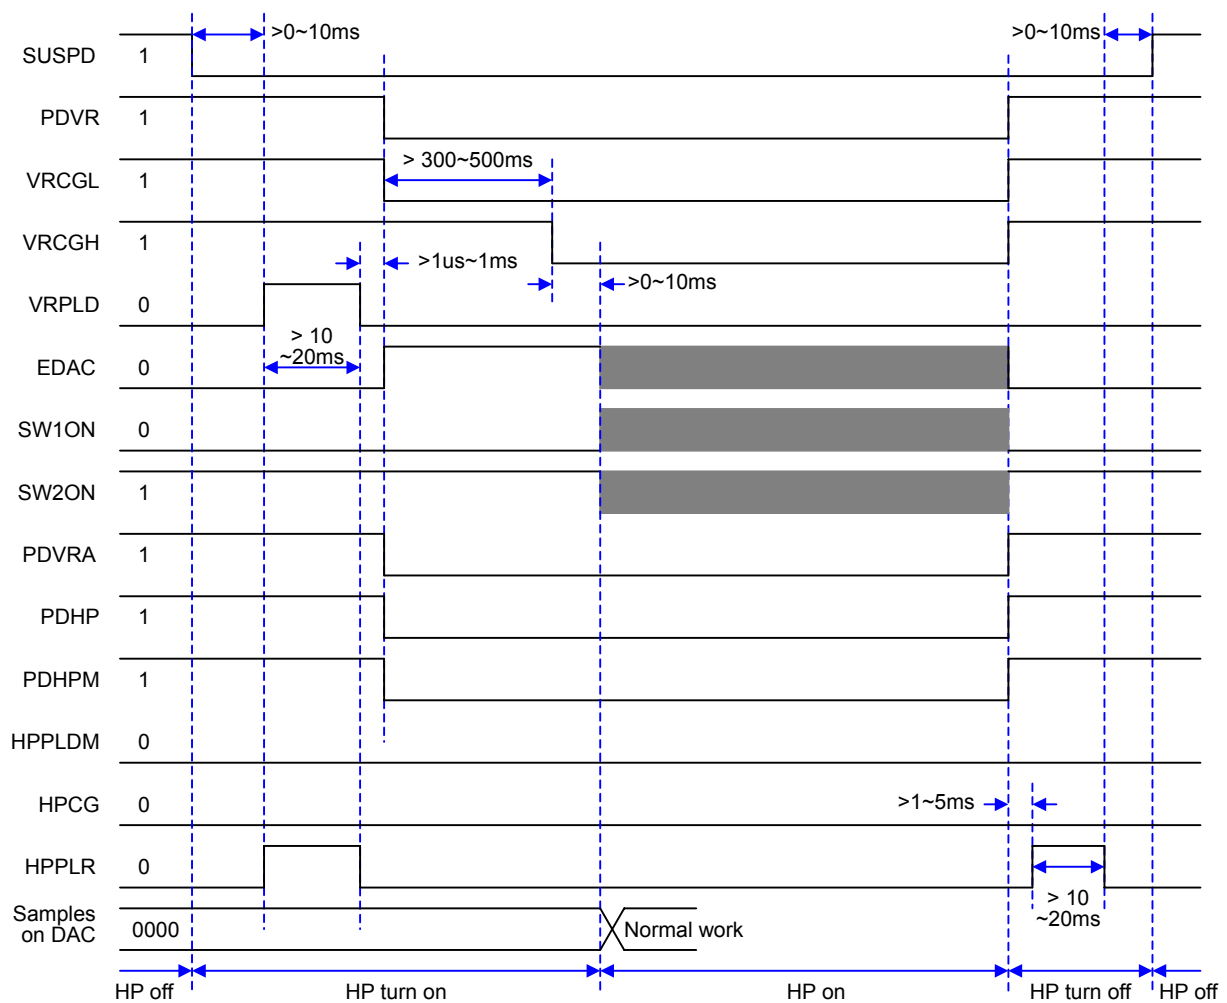 >0~10ms
>0~10ms
SUSPD 1
PDVR 1
> 300~500ms
VRCGL 1
VRCGH 1
>1us~1ms
>0~10ms
VRPLD 0
> 10
~20ms
EDAC 0
SW1ON 0
SW2ON 1
PDVRA 1
PDHP 1
PDHPM 1
HPPLDM 0
HPCG 0
>1~5ms
HPPLR 0
> 10
~20ms
Samples
on DAC
0000
Normal work
HP off
HP turn on
HP on
HP turn off
HP off